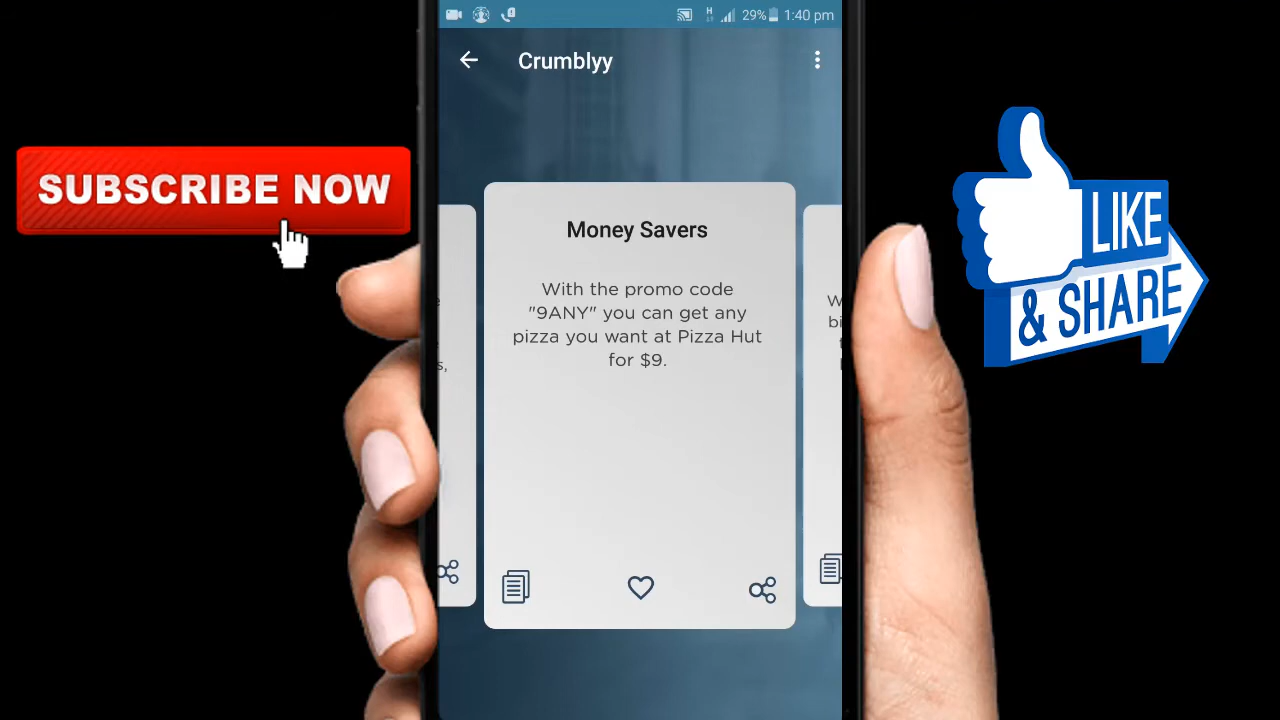 29% 1:40 pm
Crumblyy
SUBSCRIBE NOW
LIKE
& SHARE
Money Savers
With the promo code
"9ANY" you can get any
pizza you want at Pizza Hut
for $9.